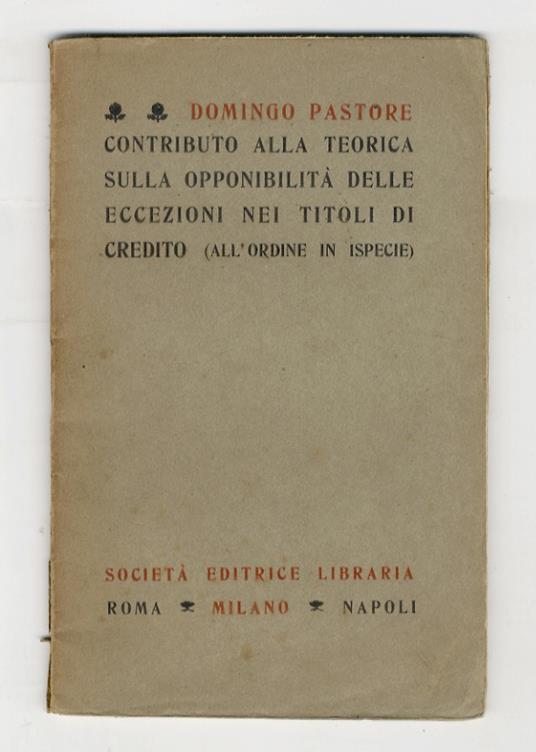 DOMINGO PASTORE
CONTRIBUTO ALLA TEORICA
SULLA OPPONIBILITÀ DELLE
ECCEZIONI NEI TITOLI DI
CREDITO (ALL'ORDINE IN ISPECIE)
SOCIETÀ EDITRICE LIBRARIA
ROMA MILANO NAPOLI